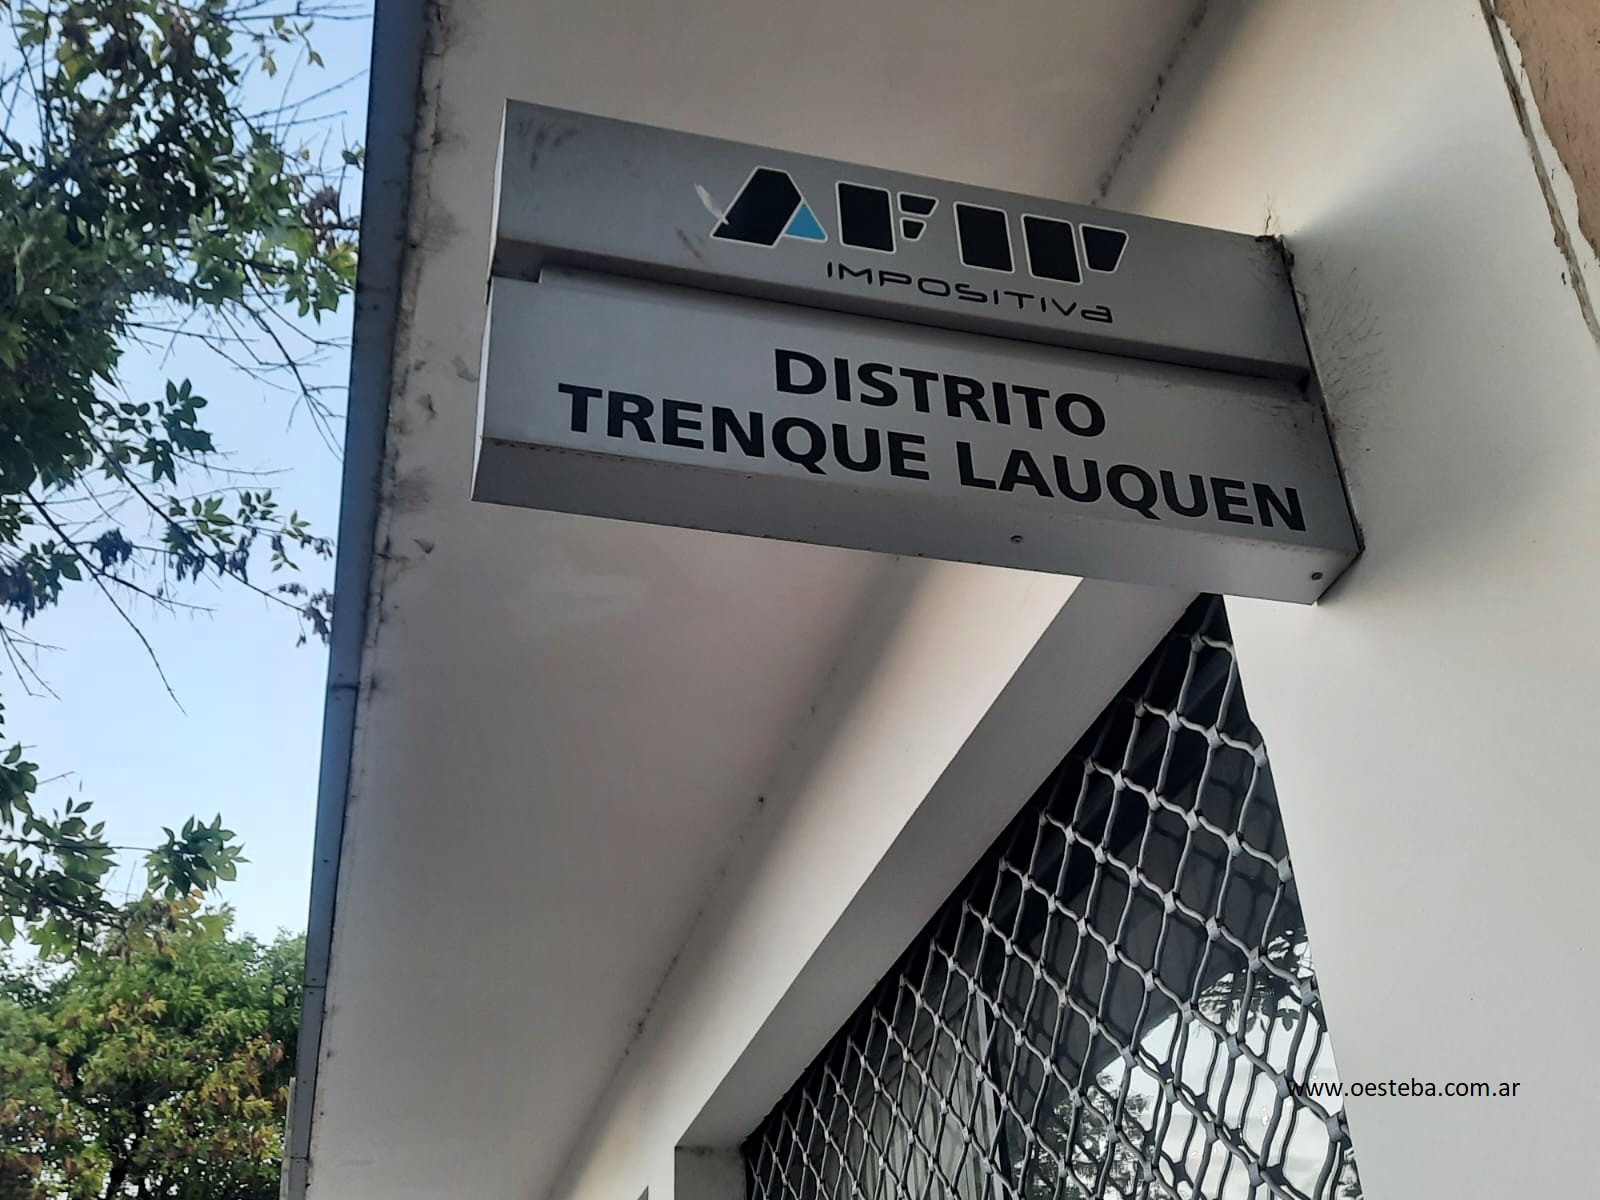 AFIP
IMPOSITIVa
DISTRITO
TRENQUE LAUQUEN
www.oesteba.com.ar